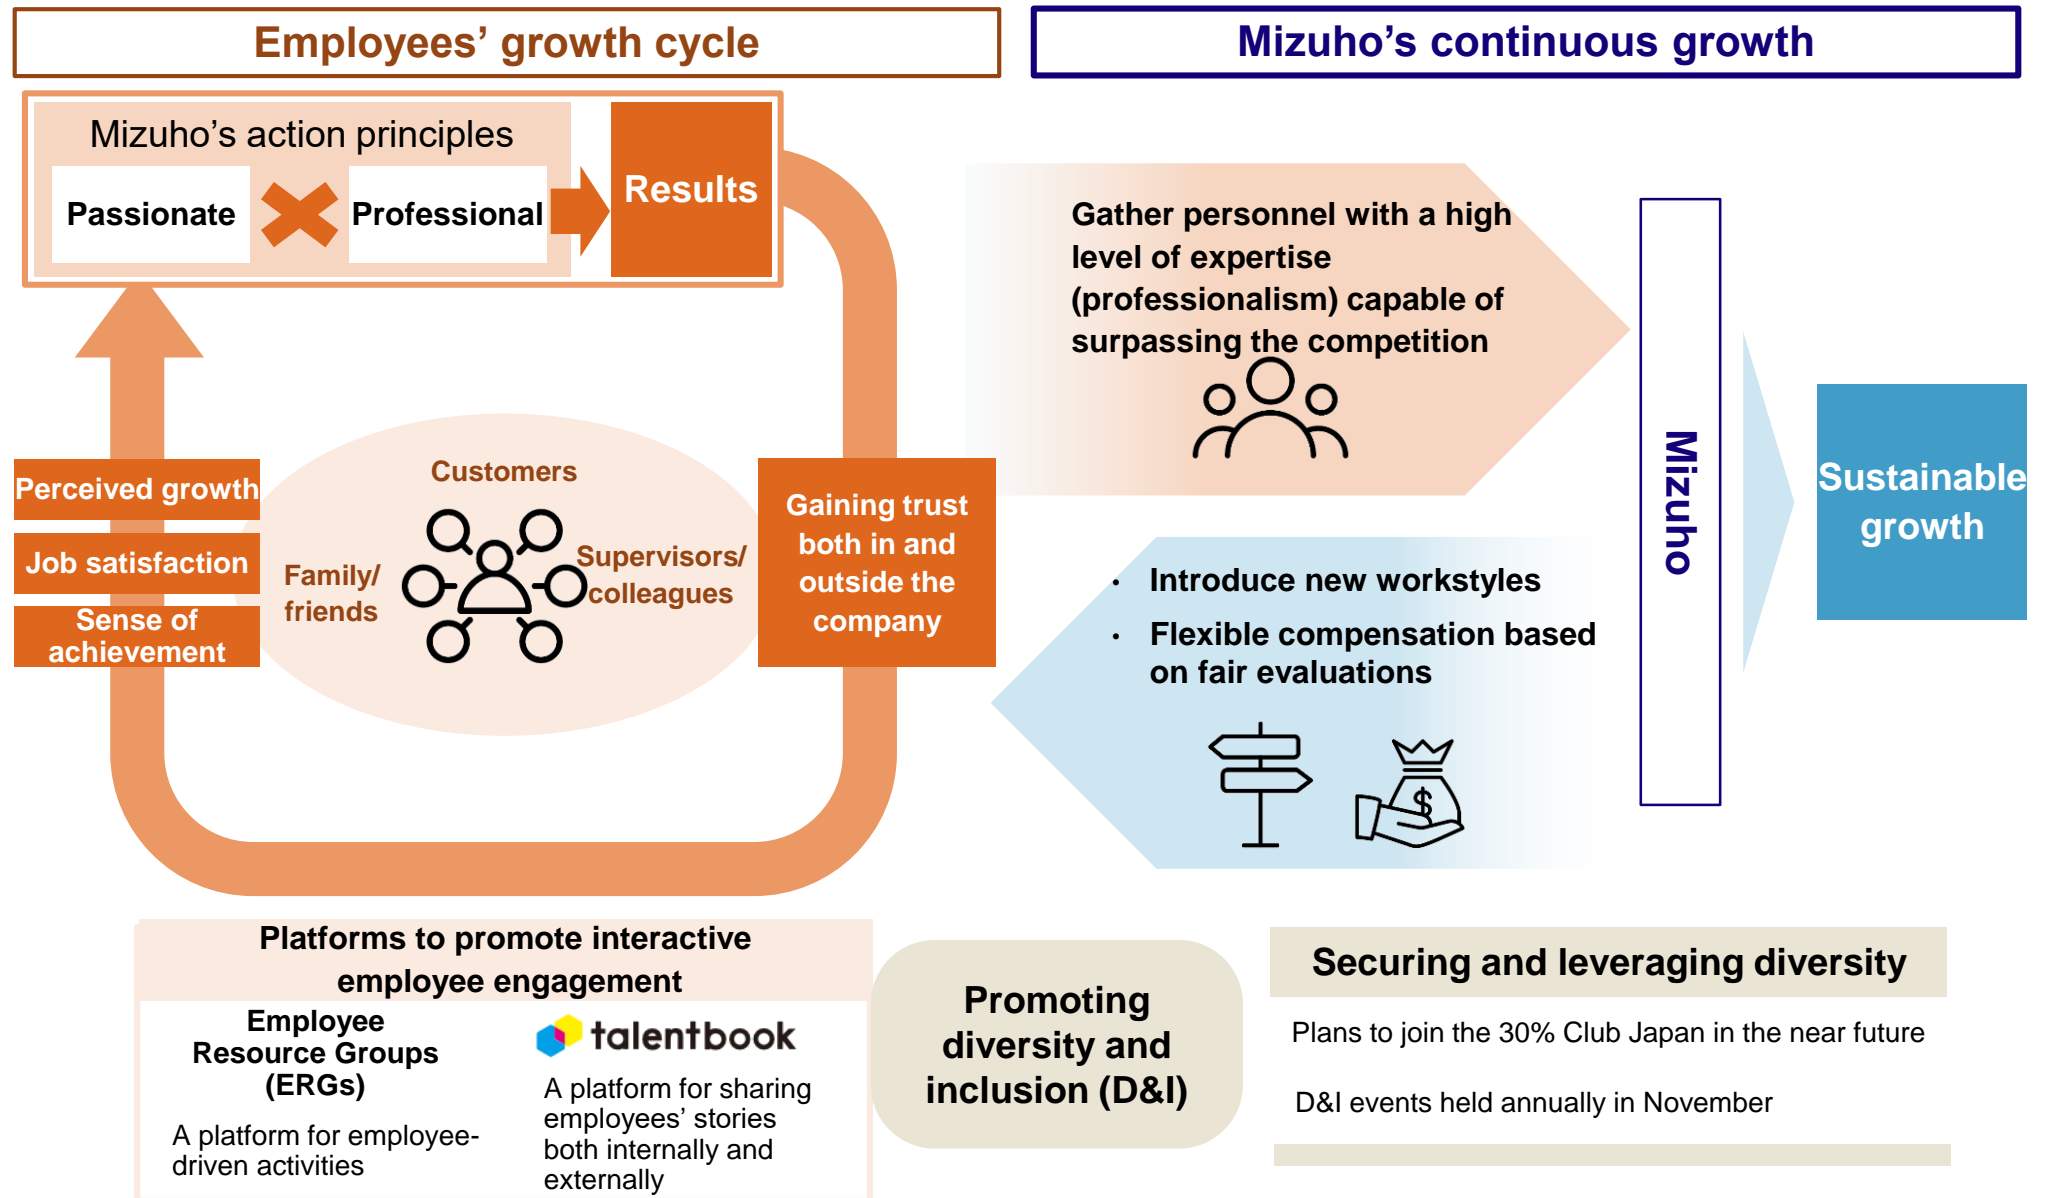 Employees’ growth cycle
Mizuho’s continuous growth
Mizuho’s action principles
Passionate
Professional
Results
Perceived growth
Job satisfaction
Sense of
achievement
Customers
Family/
friends
Supervisors/
colleagues
Gaining trust
both in and
outside the
company
Gather personnel with a high
level of expertise
(professionalism) capable of
surpassing the competition
• Introduce new workstyles
• Flexible compensation based
on fair evaluations
$
Mizuho
Sustainable
growth
Platforms to promote interactive
employee engagement
Employee
Resource Groups
(ERGs)
A platform for employee-
driven activities
talentbook
A platform for sharing
employees’ stories
both internally and
externally
Promoting
diversity and
inclusion (D&I)
Securing and leveraging diversity
Plans to join the 30% Club Japan in the near future
D&I events held annually in November